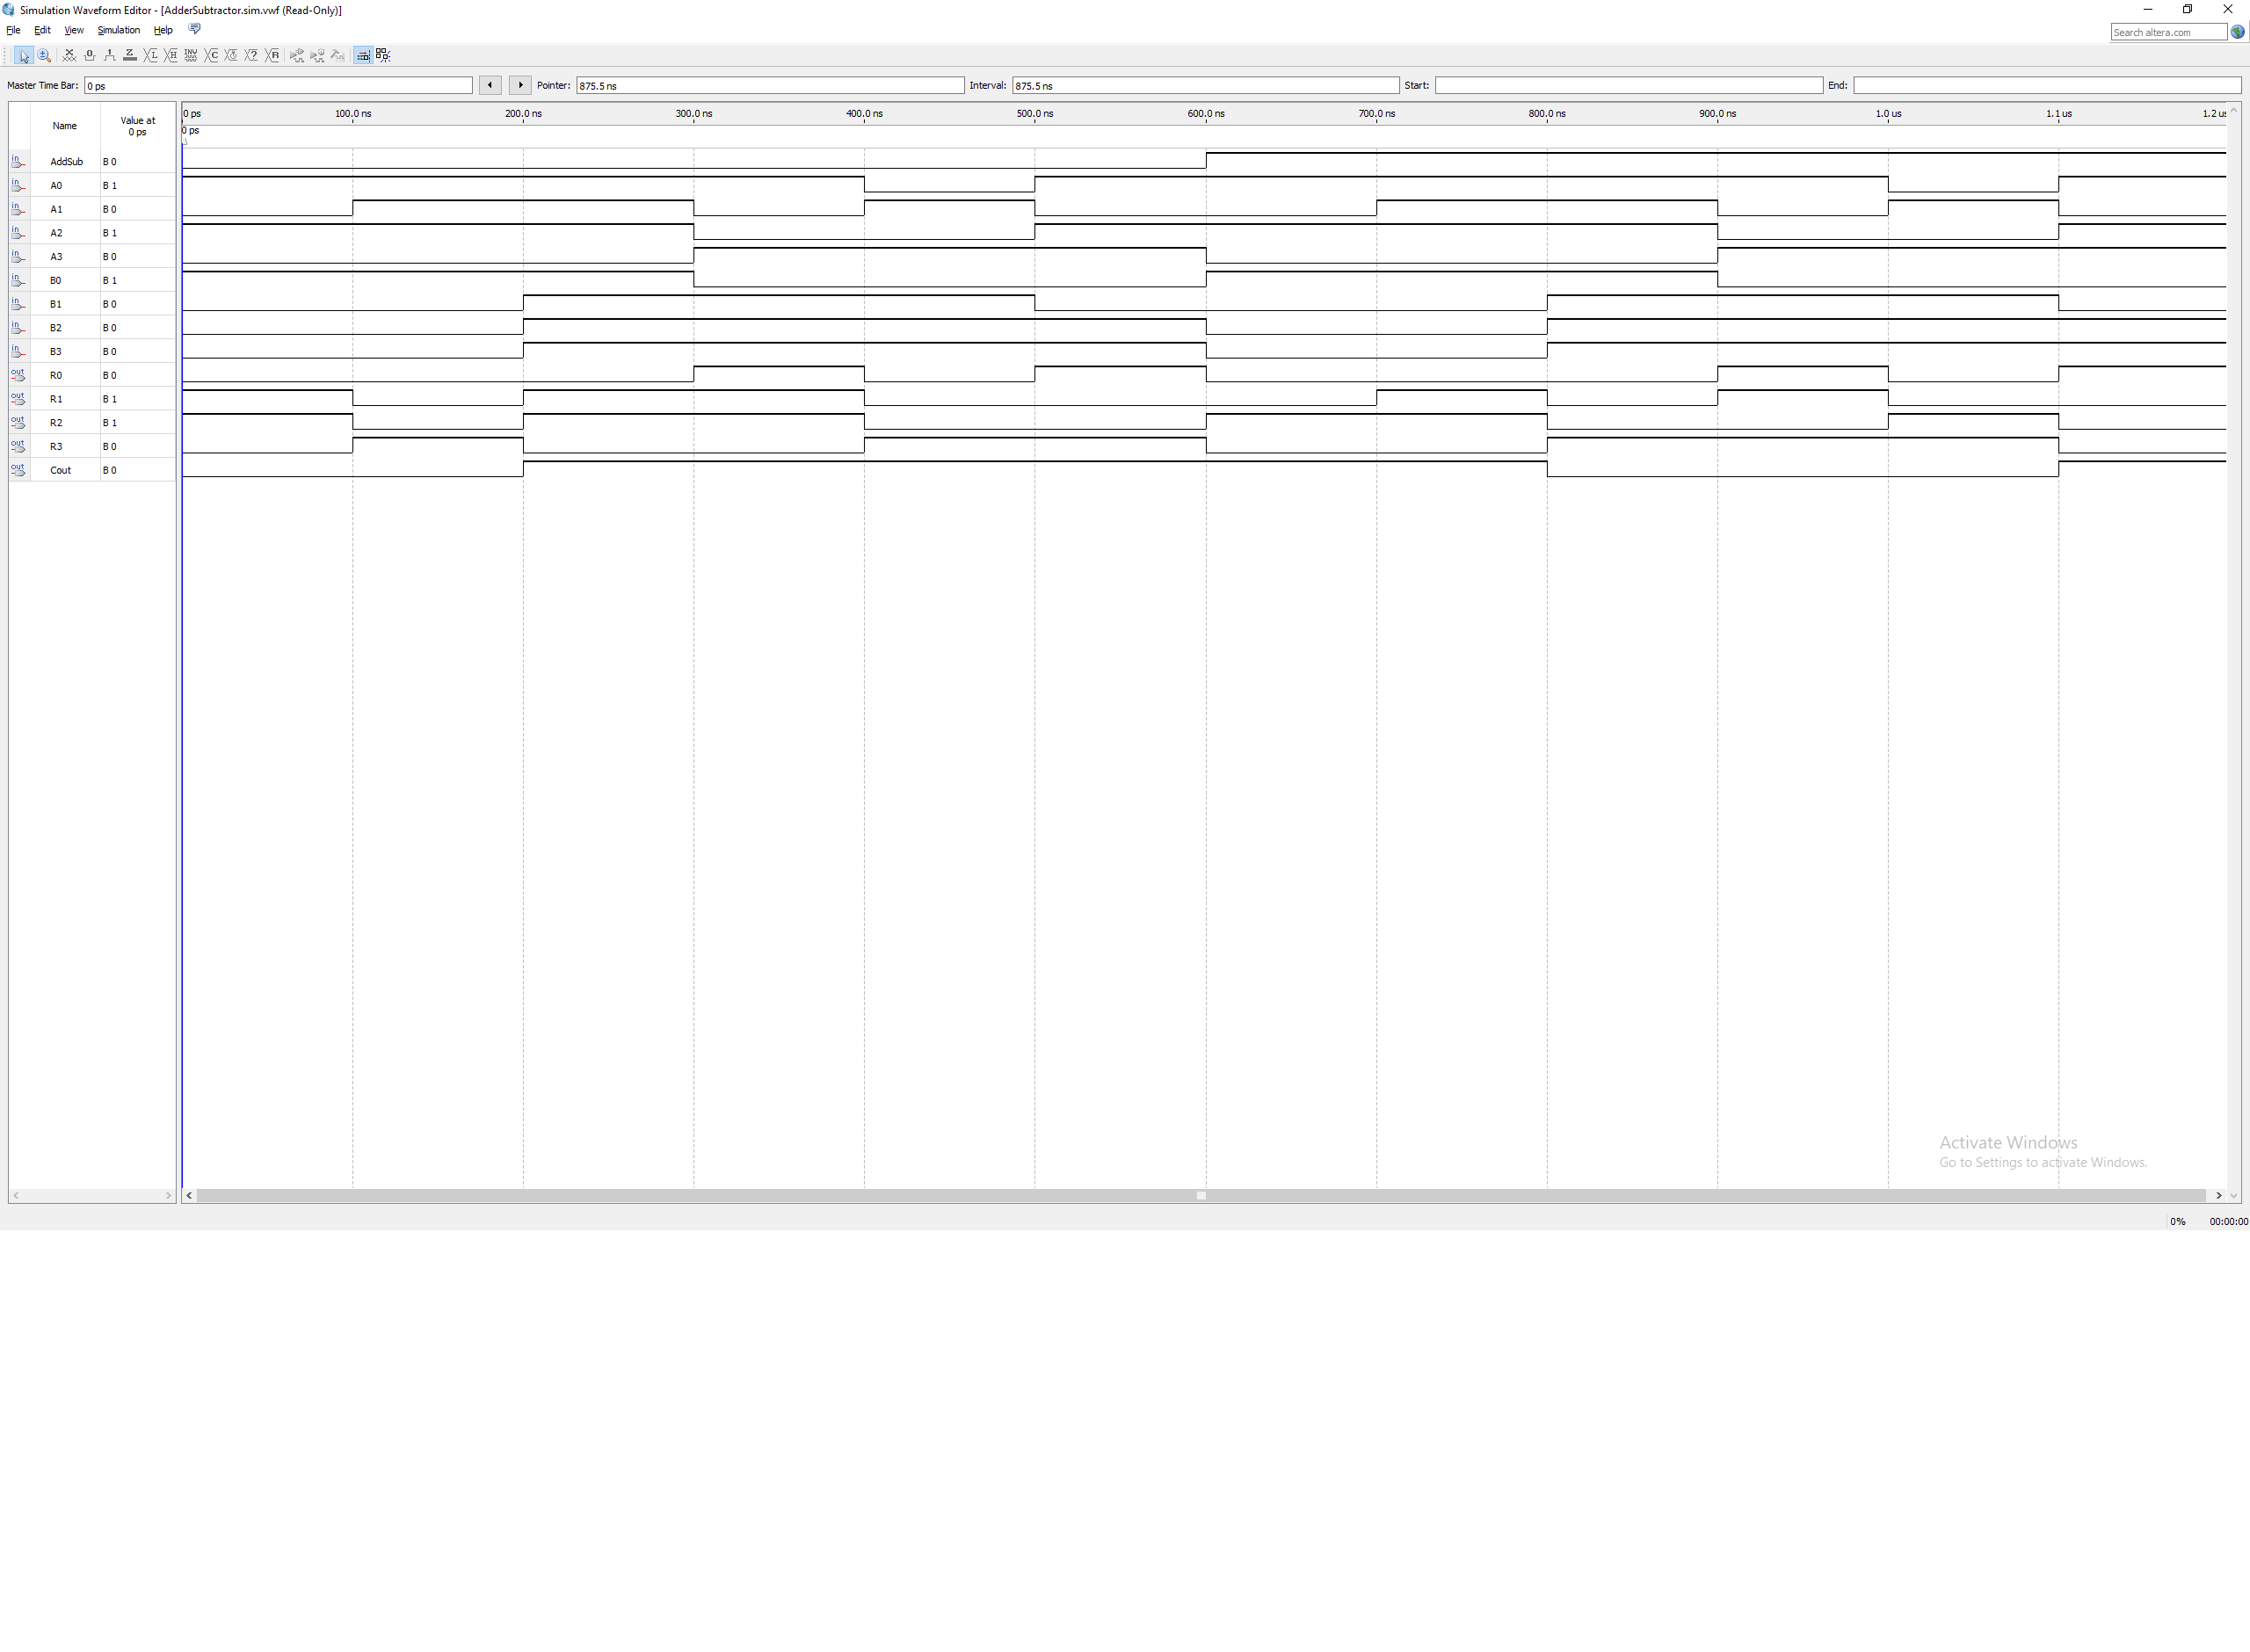 Simulation Waveform Editor - [AdderSubtractor.sim.vwf (Read-Only)]
File Edit View Simulation Help
Search altera.com
Master Time Bar: 0 ps Pointer: 875.5 ns Interval: 875.5 ns Start: End:
Name Value at 0 ps
0 ps 100.0 ns 200.0 ns 300.0 ns 400.0 ns 500.0 ns 600.0 ns 700.0 ns 800.0 ns 900.0 ns 1.0 us 1.1 us 1.2 us
0 ps
in AddSub B 0
in A0 B 1
in A1 B 0
in A2 B 1
in A3 B 0
in B0 B 1
in B1 B 0
in B2 B 0
in B3 B 0
out R0 B 0
out R1 B 1
out R2 B 1
out R3 B 0
out Cout B 0
Activate Windows
Go to Settings to activate Windows.
0% 00:00:00